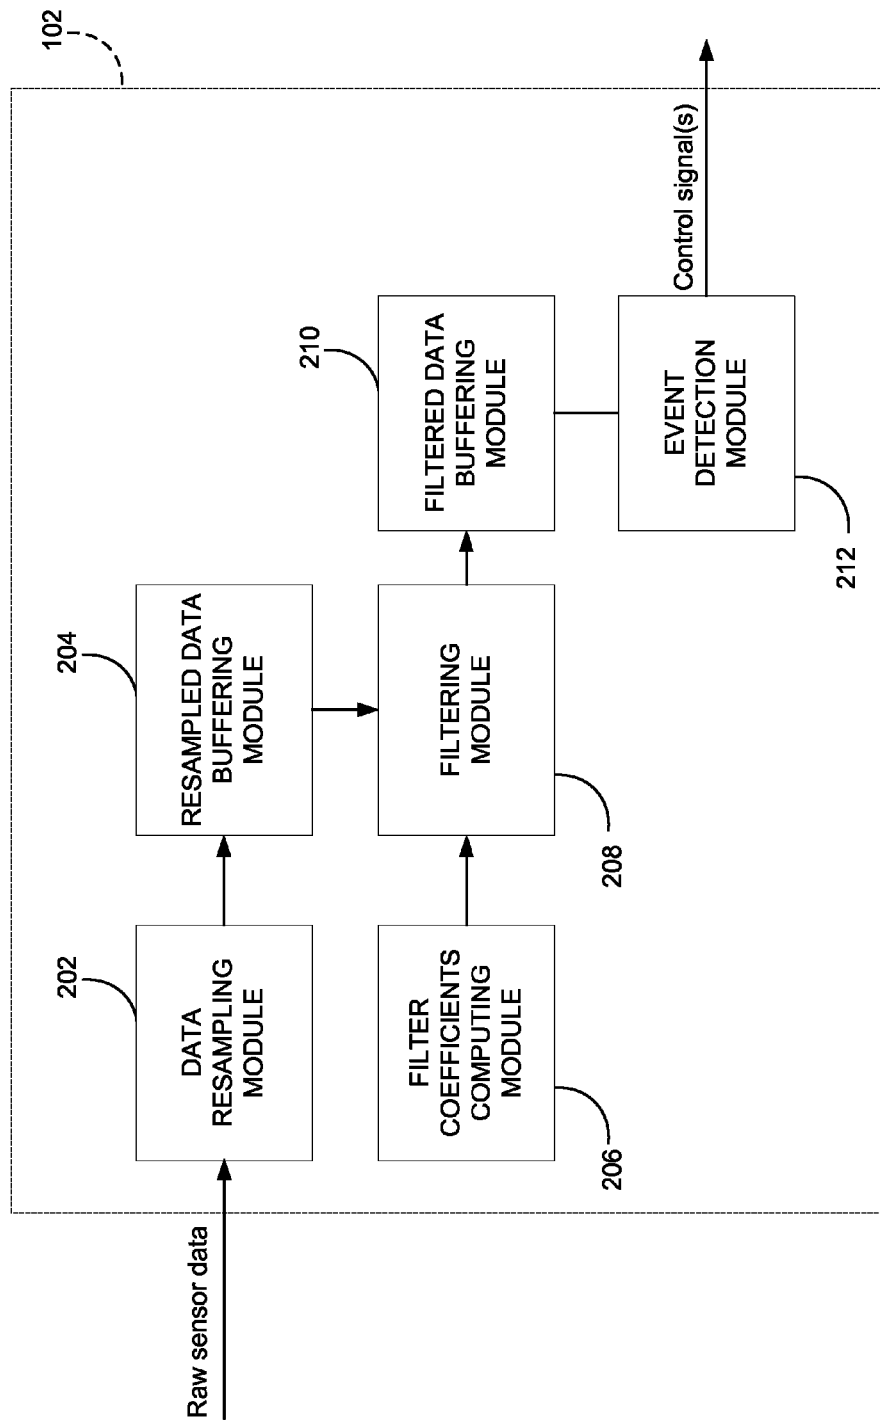 102
Raw sensor data
202
DATA
RESAMPLING
MODULE
204
RESAMPLED DATA
BUFFERING
MODULE
206
FILTER
COEFFICIENTS
COMPUTING
MODULE
208
FILTERING
MODULE
210
FILTERED DATA
BUFFERING
MODULE
212
EVENT
DETECTION
MODULE
Control signal(s)